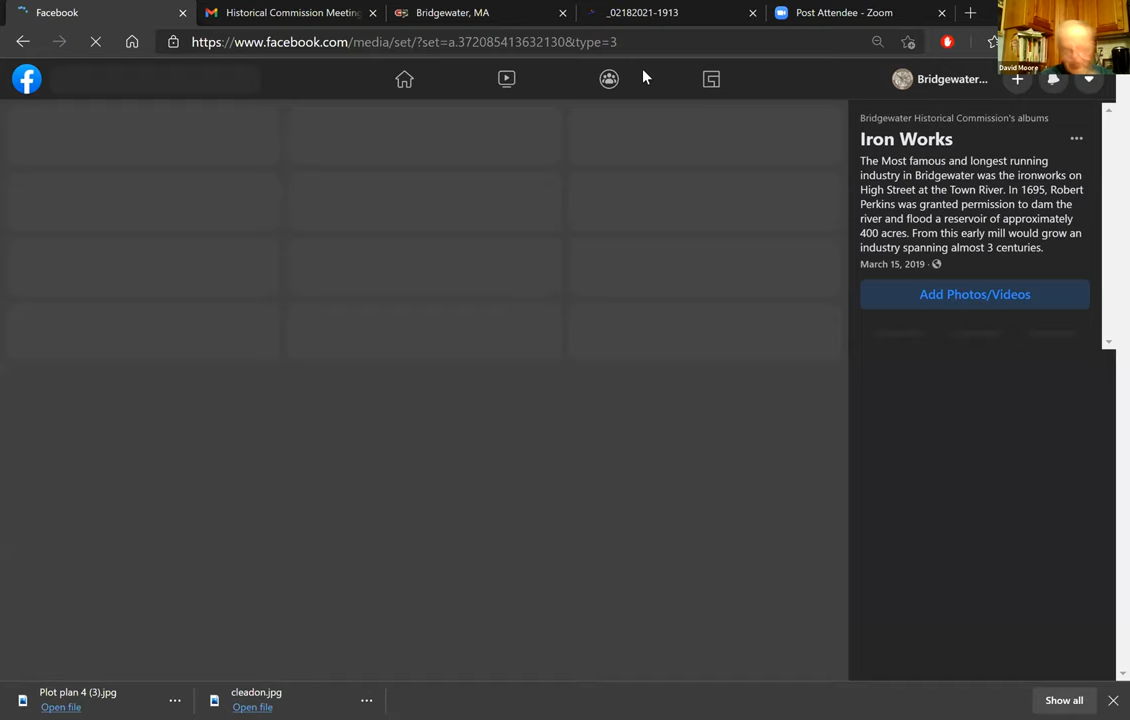 Facebook
Historical Commission Meeting
Bridgewater, MA
_02182021-1913
Post Attendee - Zoom
https://www.facebook.com/media/set/?set=a.372085413632130&type=3
David Moore
Bridgewater...
Bridgewater Historical Commission's albums
Iron Works
The Most famous and longest running
industry in Bridgewater was the ironworks on
High Street at the Town River. In 1695, Robert
Perkins was granted permission to dam the
river and flood a reservoir of approximately
400 acres. From this early mill would grow an
industry spanning almost 3 centuries.
March 15, 2019 ·
Add Photos/Videos
Plot plan 4 (3).jpg
Open file
cleadon.jpg
Open file
Show all